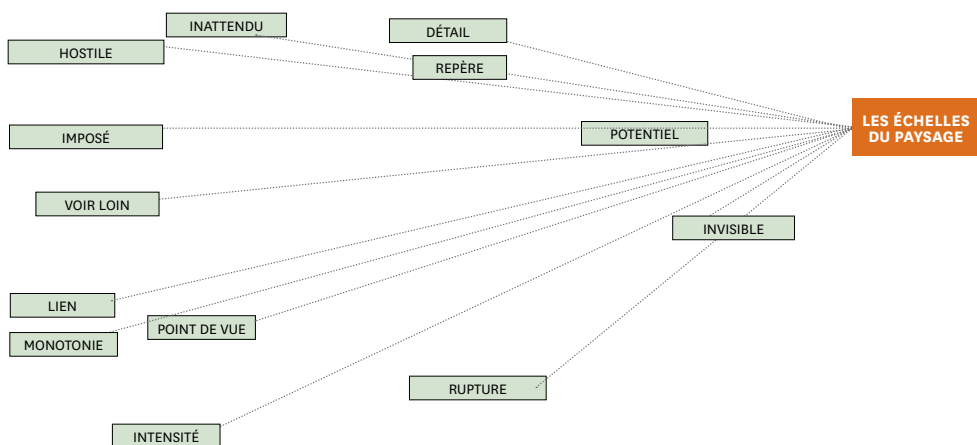 INATTENDU
DÉTAIL
HOSTILE
REPÈRE
LES ÉCHELLES
DU PAYSAGE
IMPOSÉ
POTENTIEL
VOIR LOIN
INVISIBLE
LIEN
POINT DE VUE
MONOTONIE
RUPTURE
INTENSITÉ